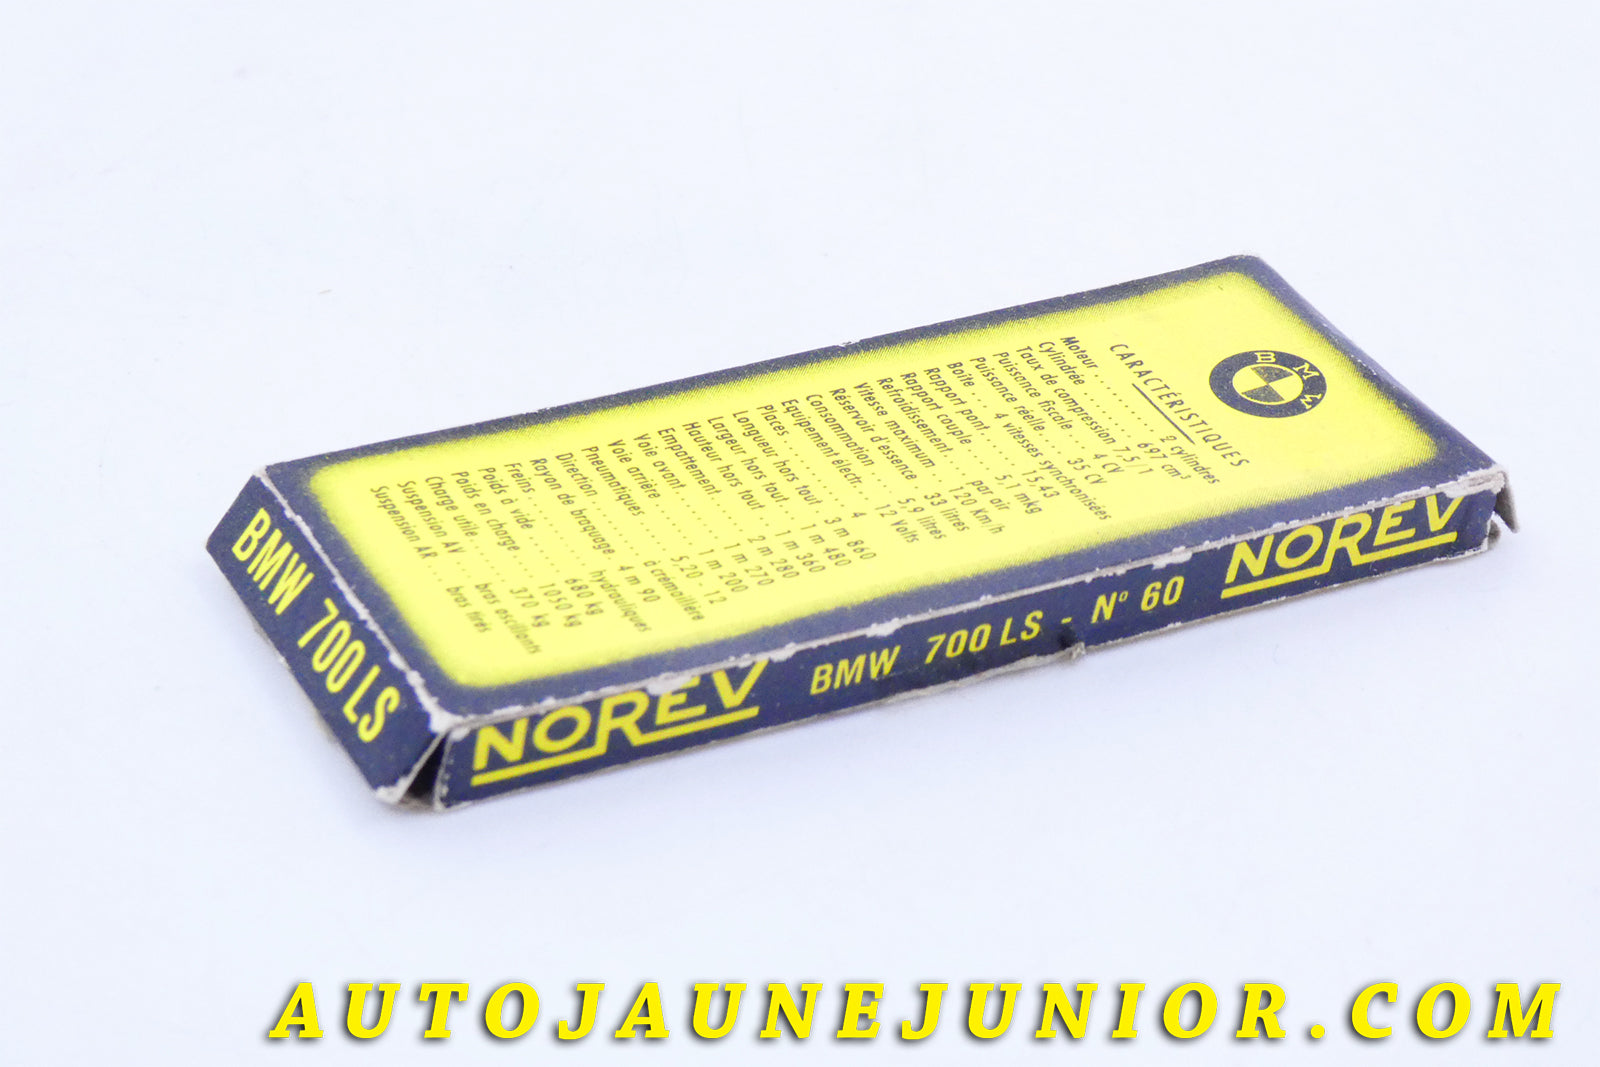 BMW
CARACTÉRISTIQUES
Moteur .......... 2 cylindres
Cylindrée ....... 697 cm³
Taux de compression 7,5/1
Puissance fiscale ... 4 CV
Puissance réelle.... 35 CV
Boîte .. 4 vitesses synchronisées
Rapport pont....... 15,43
Rapport couple ... 5,1 mkg
Refroidissement.. par air
Vitesse maximum 120 Km/h
Réservoir d'essence 33 litres
Consommation ... 5,9 litres
Equipement électr. : 12 Volts
Places.......... 4
Longueur hors tout 3 m 860
Largeur hors tout 1 m 480
Hauteur hors tout 1 m 360
Empattement...... 2 m 280
Voie avant........ 1 m 270
Voie arrière ...... 1 m 200
Pneumatiques...... 5,20 - 12
Direction...... à crémaillère
Rayon de braquage 4 m 90
Freins........ hydrauliques
Poids à vide ...... 680 kg
Poids en charge 1050 kg
Charge utile...... 370 kg
Suspension AV bras oscillants
Suspension AR .. bras tirés
BMW 700 LS
NOREV BMW 700 LS - N° 60 NOREV
AUTOJAUNEJUNIOR.COM